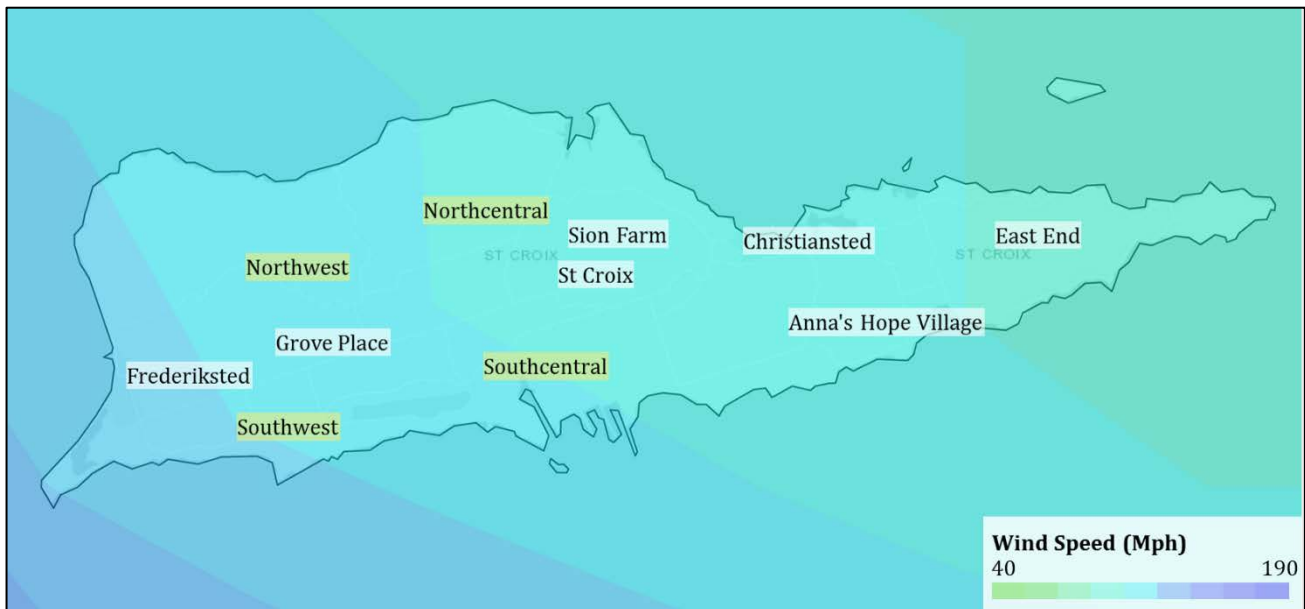 Northcentral
Sion Farm
Christiansted
East End
ST CROIX
ST CROIX
Northwest
St Croix
Anna's Hope Village
Grove Place
Southcentral
Frederiksted
Southwest
Wind Speed (Mph)
40 190